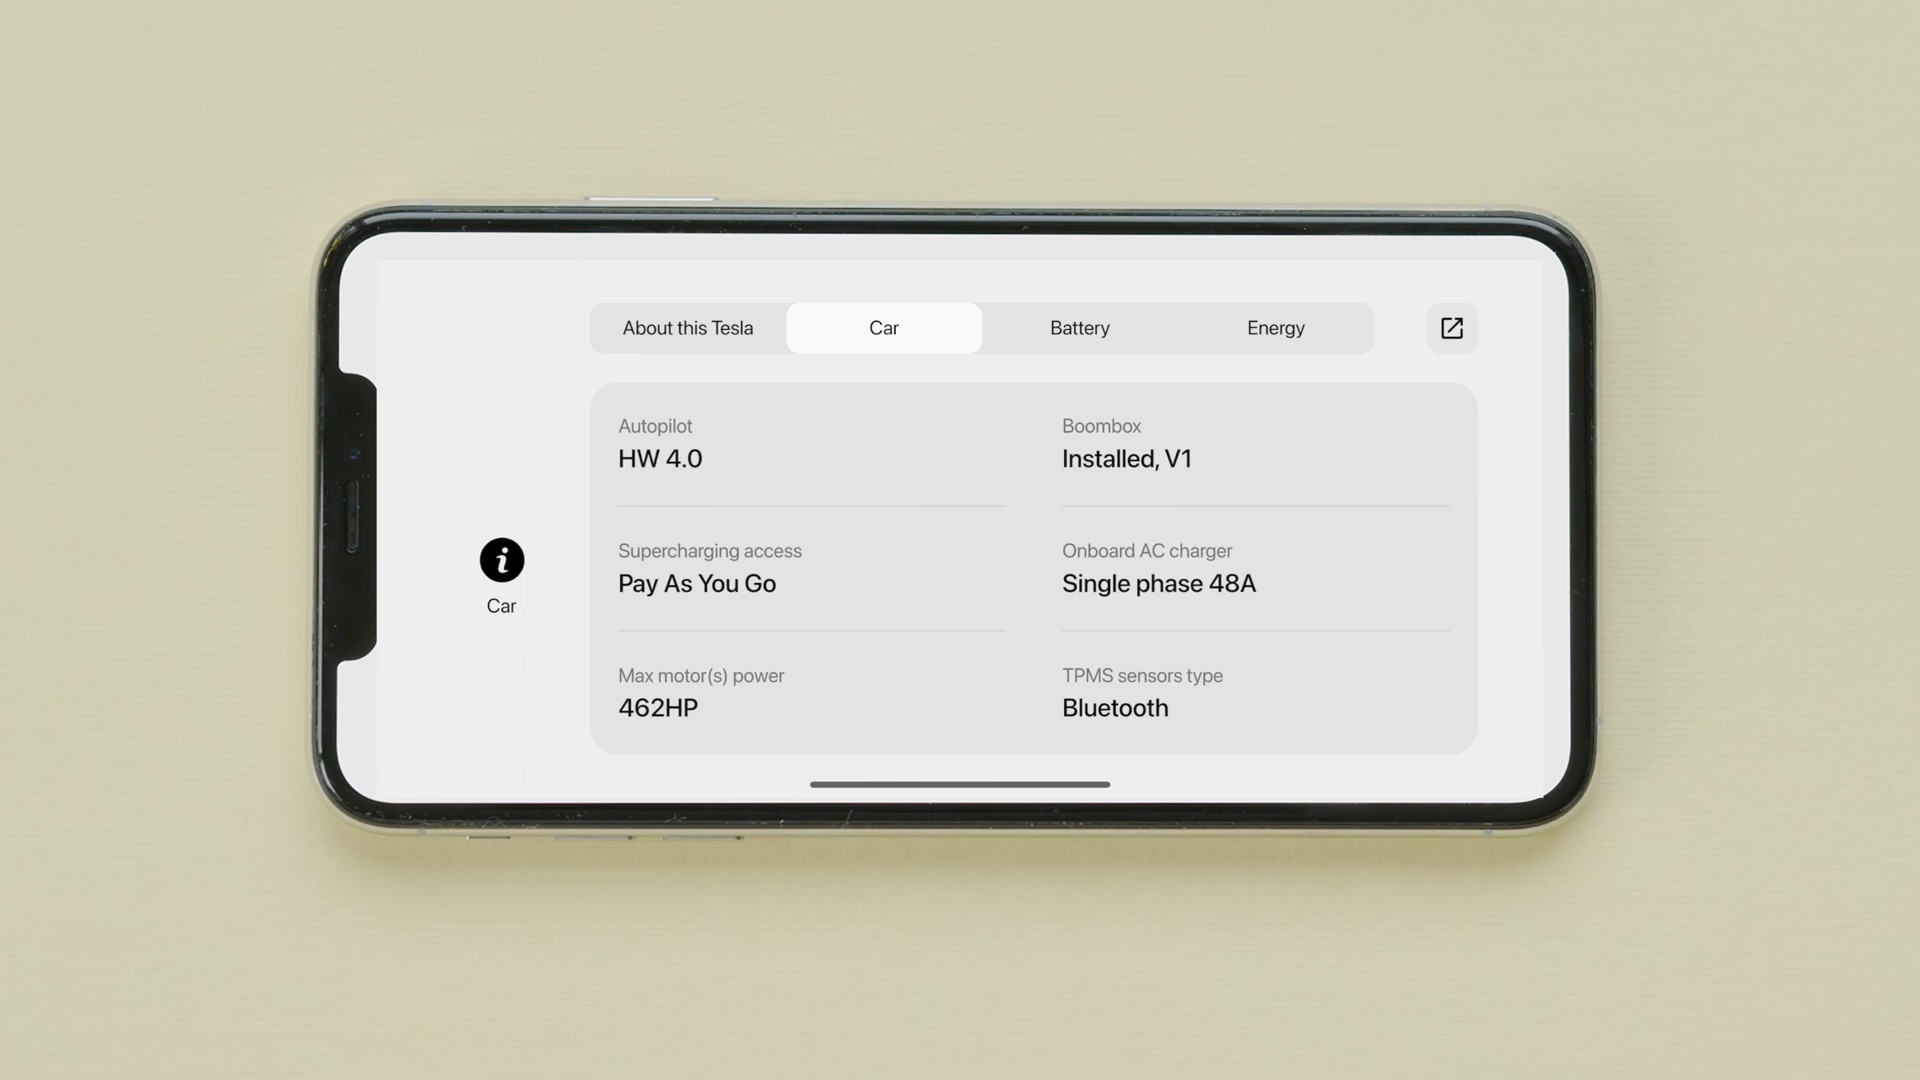 About this Tesla
Car
Battery
Energy
Autopilot
HW 4.0
Boombox
Installed, V1
Supercharging access
Pay As You Go
Onboard AC charger
Single phase 48A
Max motor(s) power
462HP
TPMS sensors type
Bluetooth
i
Car